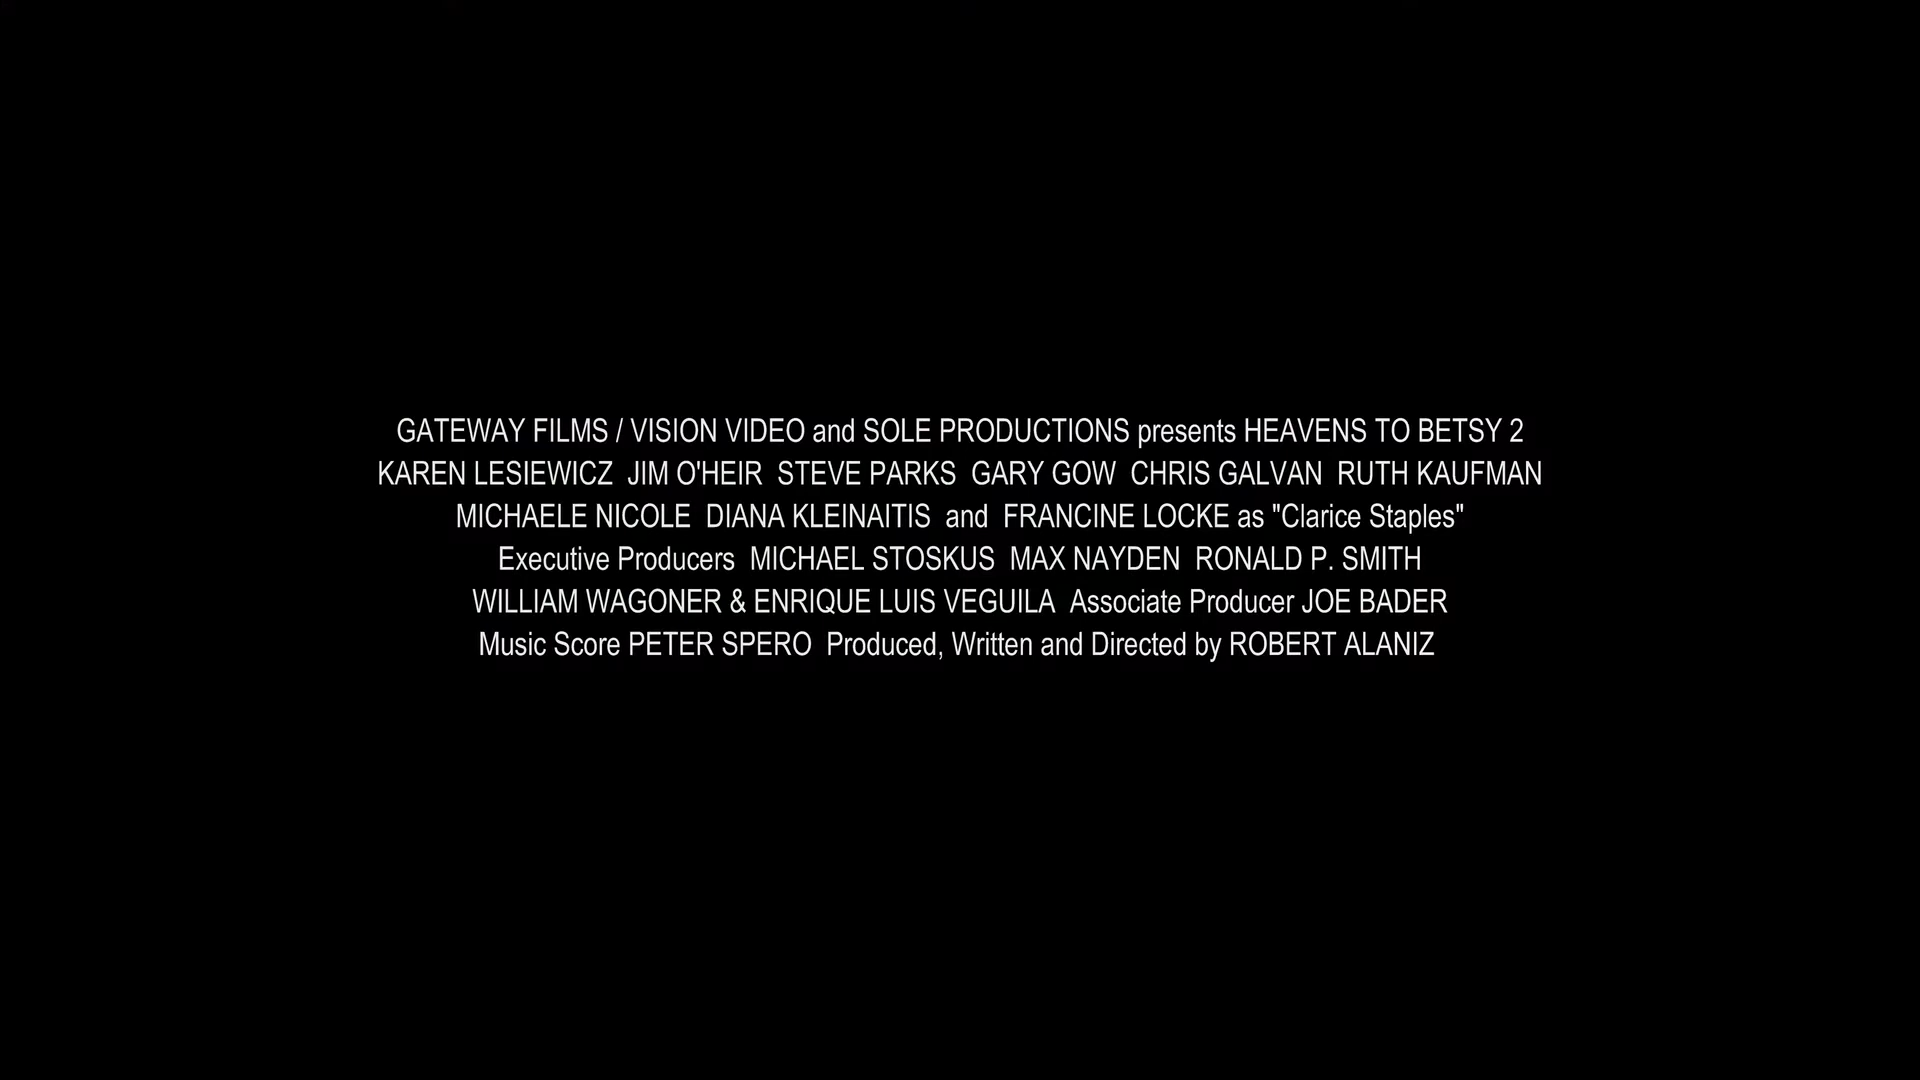 GATEWAY FILMS / VISION VIDEO and SOLE PRODUCTIONS presents HEAVENS TO BETSY 2
KAREN LESIEWICZ  JIM O'HEIR  STEVE PARKS  GARY GOW  CHRIS GALVAN  RUTH KAUFMAN
MICHAELE NICOLE  DIANA KLEINAITIS  and  FRANCINE LOCKE as "Clarice Staples"
Executive Producers  MICHAEL STOSKUS  MAX NAYDEN  RONALD P. SMITH
WILLIAM WAGONER & ENRIQUE LUIS VEGUILA  Associate Producer JOE BADER
Music Score PETER SPERO  Produced, Written and Directed by ROBERT ALANIZ